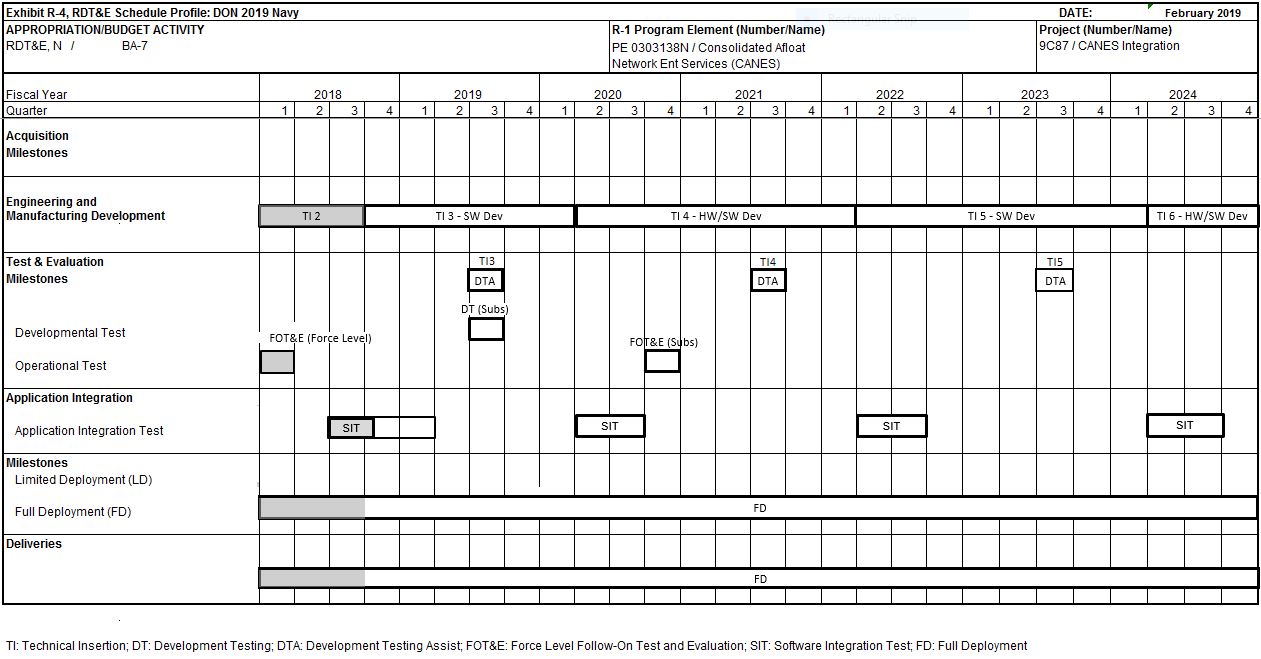 Exhibit R-4, RDT&E Schedule Profile: DON 2019 Navy DATE: February 2019
APPROPRIATION/BUDGET ACTIVITY R-1 Program Element (Number/Name) Project (Number/Name)
RDT&E, N / BA-7 PE 0303138N / Consolidated Afloat 9C87 / CANES Integration
Network Ent Services (CANES)
Fiscal Year 2018 2019 2020 2021 2022 2023 2024
Quarter 1 2 3 4 1 2 3 4 1 2 3 4 1 2 3 4 1 2 3 4 1 2 3 4 1 2 3 4
Acquisition
Milestones
Engineering and
Manufacturing Development TI 2 TI 3 - SW Dev TI 4 - HW/SW Dev TI 5 - SW Dev TI 6 - HW/SW Dev
Test & Evaluation TI3 TI4 TI5
Milestones DTA DTA DTA
DT (Subs)
Developmental Test
FOT&E (Force Level) FOT&E (Subs)
Operational Test
Application Integration
Application Integration Test SIT SIT SIT SIT
Milestones
Limited Deployment (LD)
Full Deployment (FD) FD
Deliveries
FD
TI: Technical Insertion; DT: Development Testing; DTA: Development Testing Assist; FOT&E: Force Level Follow-On Test and Evaluation; SIT: Software Integration Test; FD: Full Deployment